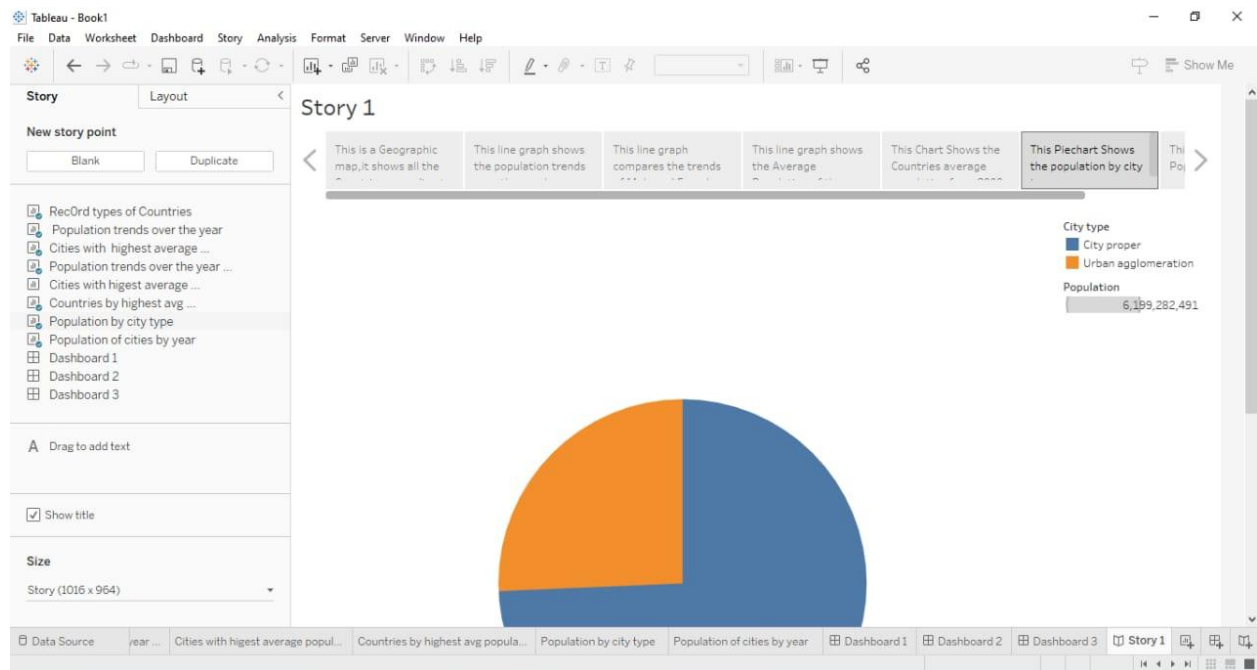 Tableau - Book1
File Data Worksheet Dashboard Story Analysis Format Server Window Help
Show Me
Story Layout
New story point
Blank Duplicate
RecOrd types of Countries
Population trends over the year
Cities with highest average ...
Population trends over the year ...
Cities with higest average ...
Countries by highest avg ...
Population by city type
Population of cities by year
Dashboard 1
Dashboard 2
Dashboard 3
A Drag to add text
Show title
Size
Story (1016 x 964)
Story 1
This is a Geographic
map,it shows all the
This line graph shows
the population trends
This line graph
compares the trends
This line graph shows
the Average
This Chart Shows the
Countries average
This Piechart Shows
the population by city
City type
City proper
Urban agglomeration
Population
6,199,282,491
Data Source year ... Cities with higest average popul... Countries by highest avg popula... Population by city type Population of cities by year Dashboard 1 Dashboard 2 Dashboard 3 Story 1